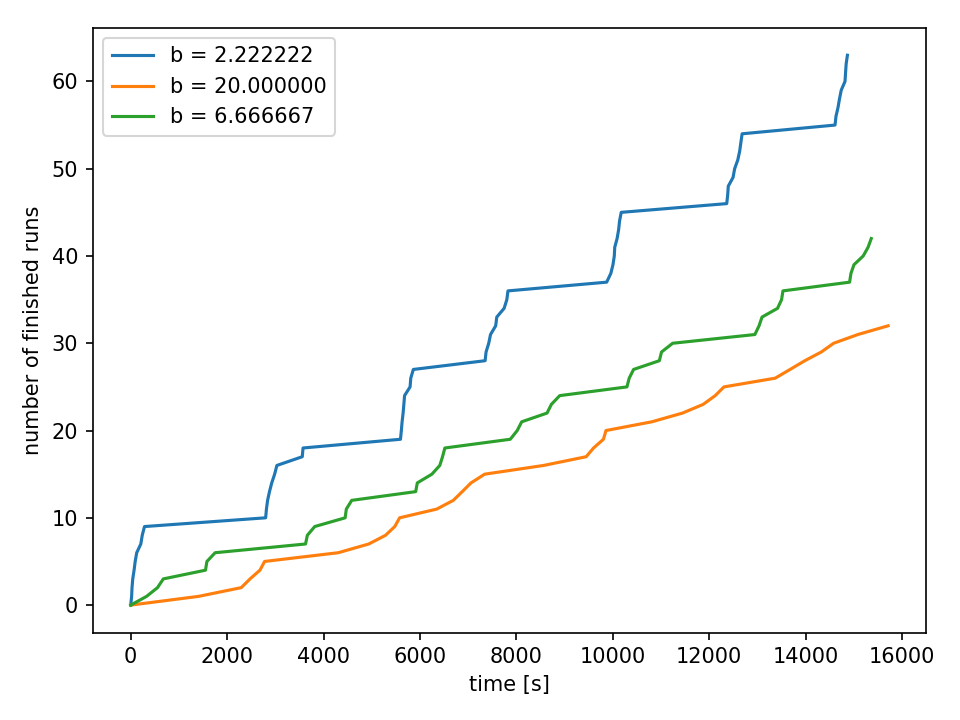 b = 2.222222
b = 20.000000
b = 6.666667
number of finished runs
60
50
40
30
20
10
0
0 2000 4000 6000 8000 10000 12000 14000 16000
time [s]